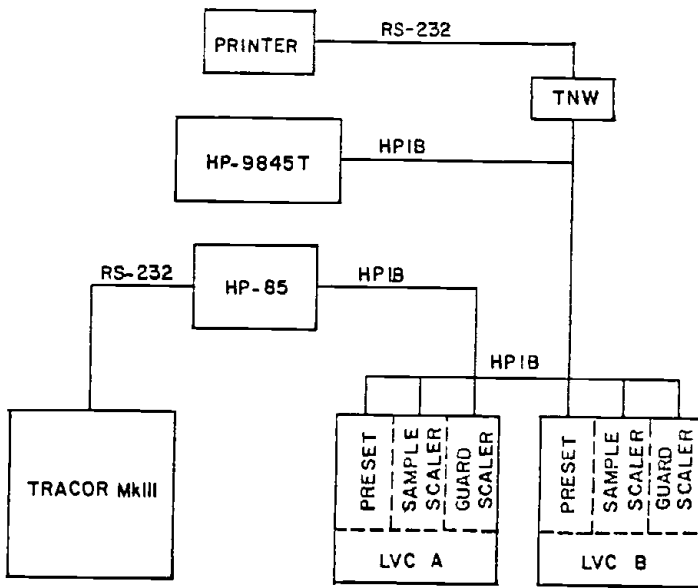 RS-232
PRINTER
TNW
HPIB
HP-9845T
RS-232
HPIB
HP-85
HPIB
TRACOR MkIII
PRESET
SAMPLE
SCALER
GUARD
SCALER
LVC A
PRESET
SAMPLE
SCALER
GUARD
SCALER
LVC B